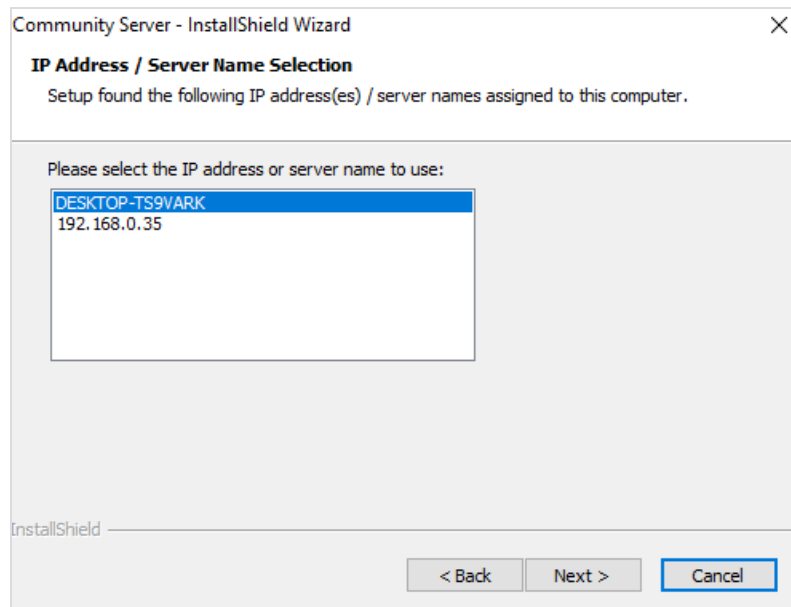 Community Server - InstallShield Wizard
IP Address / Server Name Selection
Setup found the following IP address(es) / server names assigned to this computer.
Please select the IP address or server name to use:
DESKTOP-TS9VARK
192.168.0.35
InstallShield
< Back
Next >
Cancel